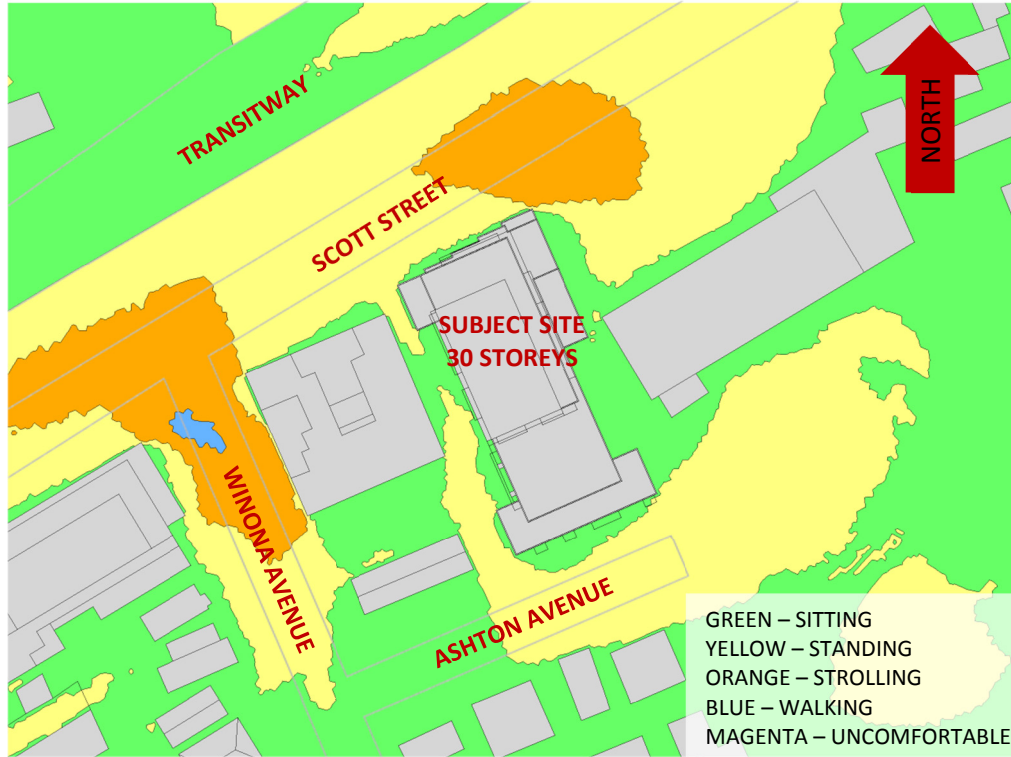 TRANSITWAY
NORTH
SCOTT STREET
SUBJECT SITE
30 STOREYS
WINONA AVENUE
ASHTON AVENUE
GREEN – SITTING
YELLOW – STANDING
ORANGE – STROLLING
BLUE – WALKING
MAGENTA – UNCOMFORTABLE